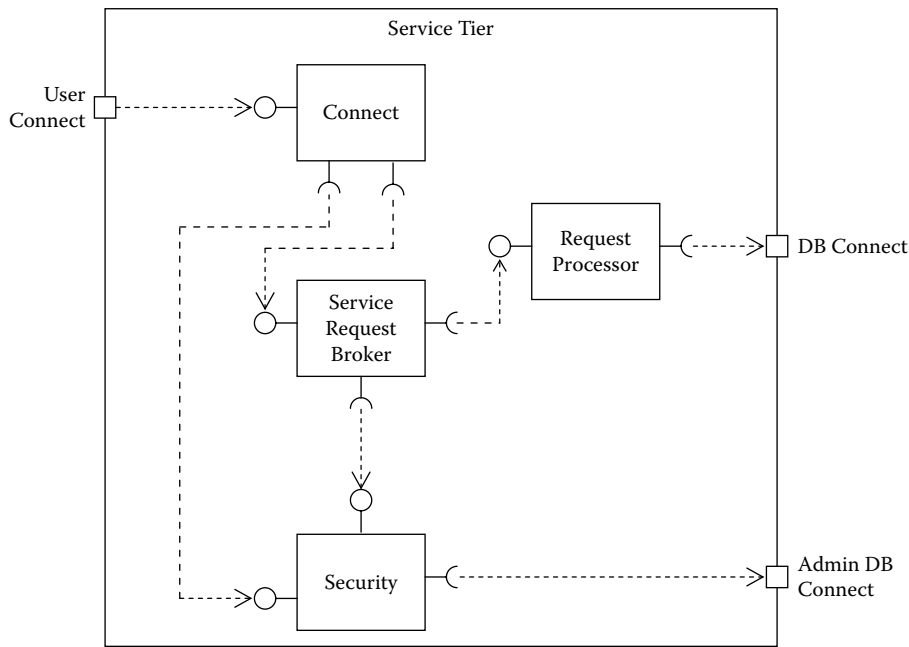 Service Tier
User
Connect
Connect
Request
Processor
DB Connect
Service
Request
Broker
Security
Admin DB
Connect